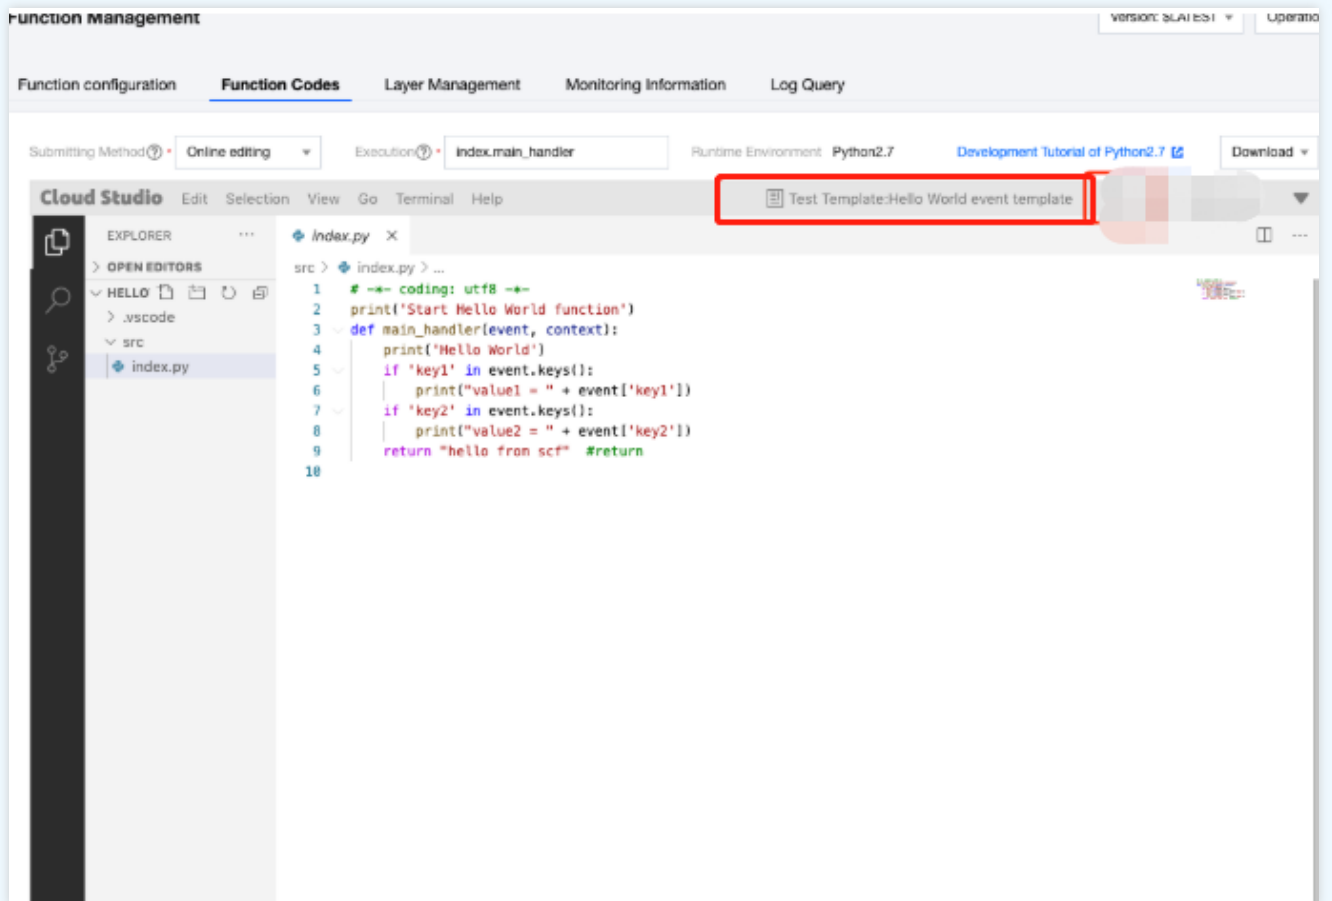 Function Management
Version: $LATEST
Function configuration Function Codes Layer Management Monitoring Information Log Query
Submitting Method * Online editing Execution * index.main_handler Runtime Environment Python2.7 Development Tutorial of Python2.7 Download
Cloud Studio Edit Selection View Go Terminal Help Test Template:Hello World event template
EXPLORER ... index.py
OPEN EDITORS
src > index.py > ...
HELLO
.vscode
src
index.py
1 # -*- coding: utf8 -*-
2 print('Start Hello World function')
3 def main_handler(event, context):
4 print('Hello World')
5 if 'key1' in event.keys():
6 print("value1 = " + event['key1'])
7 if 'key2' in event.keys():
8 print("value2 = " + event['key2'])
9 return "hello from scf" #return
10